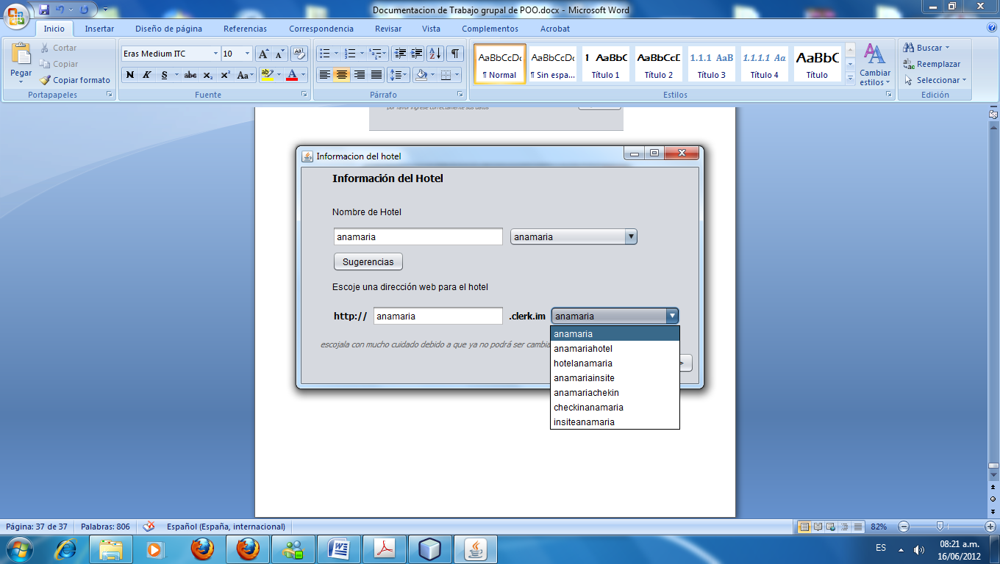 Documentacion de Trabajo grupal de POO.docx - Microsoft Word
Inicio Insertar Diseño de página Referencias Correspondencia Revisar Vista Complementos Acrobat
Pegar
Cortar
Copiar
Copiar formato
Portapapeles
Eras Medium ITC 10
N K S abc x₂ x² Aa
Fuente
Párrafo
AaBbCcDc
¶ Normal
AaBbCcDc
¶ Sin espa...
1 AaBbC
Título 1
AaBbCcD
Título 2
1.1.1 AaB
Título 3
1.1.1.1 Aa
Título 4
AaBbC
Título
Cambiar
estilos
Estilos
Buscar
Reemplazar
Seleccionar
Edición
por favor ingrese correctamente sus datos
Informacion del hotel
Información del Hotel
Nombre de Hotel
anamaria anamaria
Sugerencias
Escoje una dirección web para el hotel
http:// anamaria .clerk.im anamaria
escojala con mucho cuidado debido a que ya no podrá ser cambia
anamaria
anamariahotel
hotelanamaria
anamariainsite
anamariachekin
checkinanamaria
insiteanamaria
Página: 37 de 37 Palabras: 806 Español (España, internacional) 82%
ES 08:21 a.m.
16/06/2012